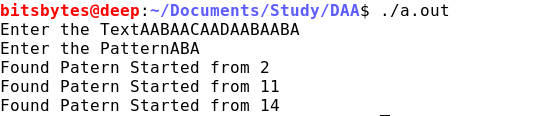 bitsbytes@deep:~/Documents/Study/DAA$ ./a.out
Enter the TextAABAACAADAABAABA
Enter the PatternABA
Found Patern Started from 2
Found Patern Started from 11
Found Patern Started from 14